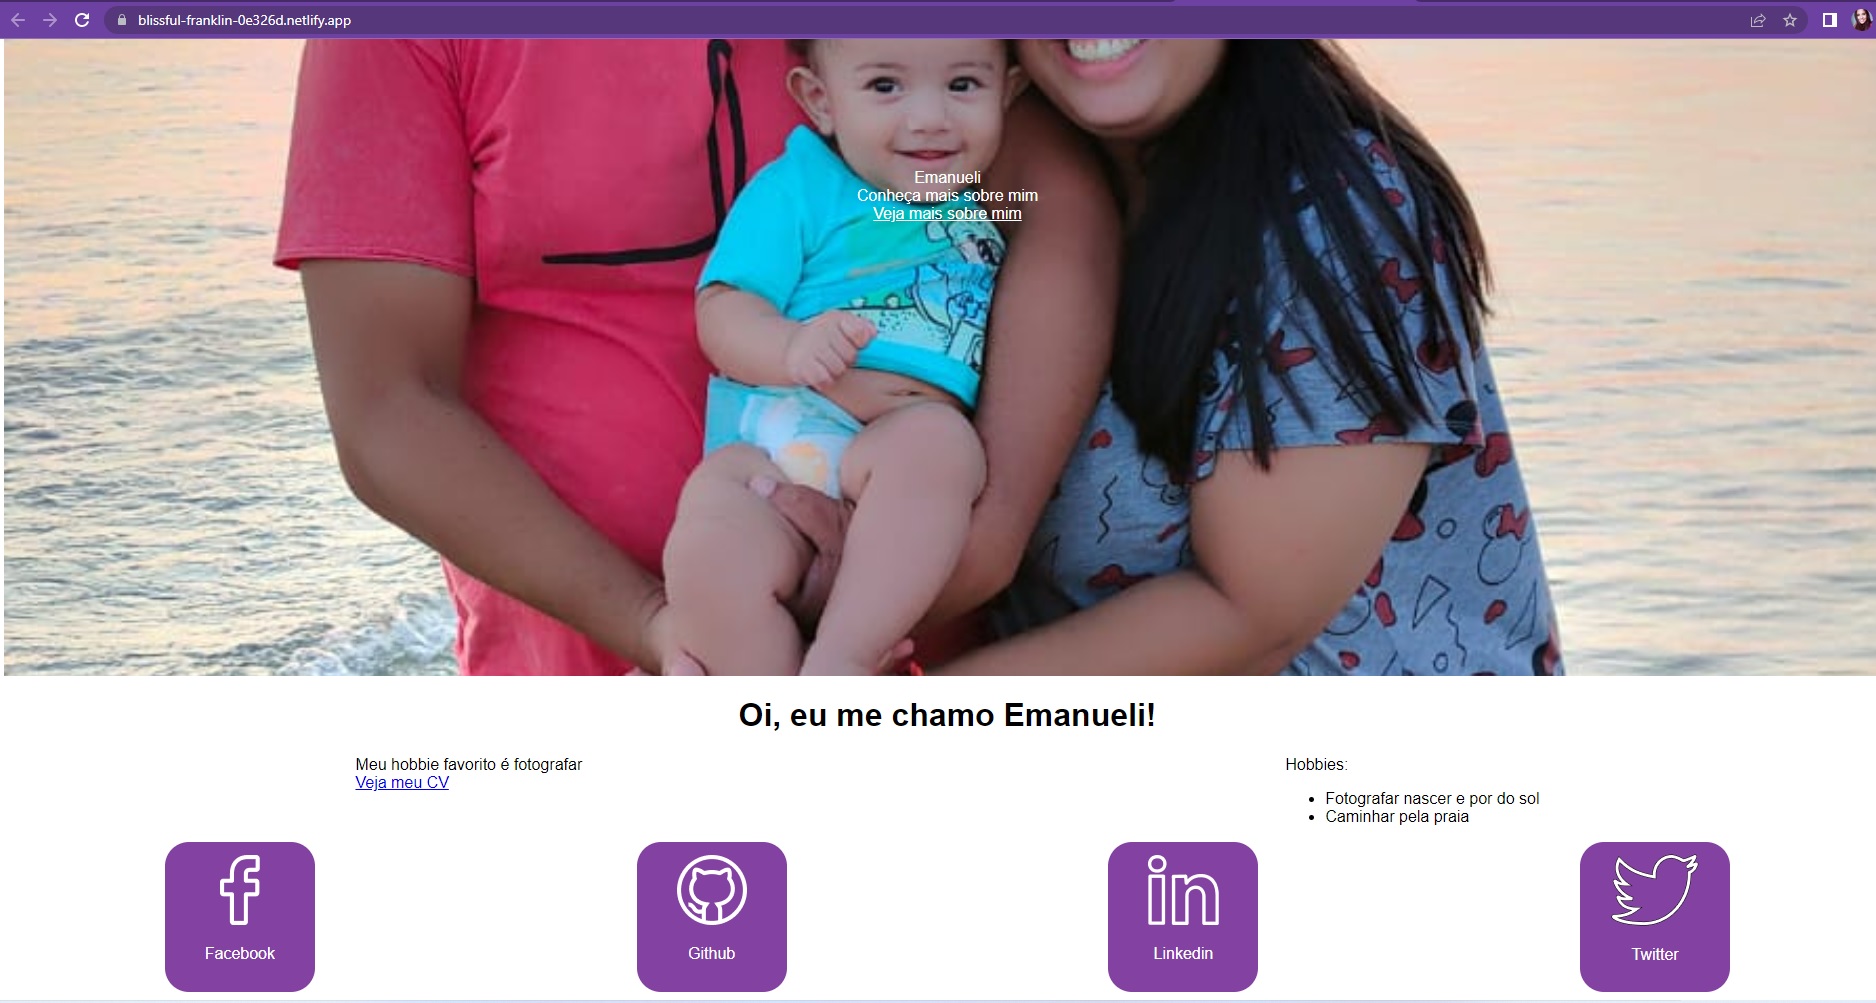 blissful-franklin-0e326d.netlify.app
Emanueli
Conheça mais sobre mim
Veja mais sobre mim
Oi, eu me chamo Emanueli!
Meu hobbie favorito é fotografar
Veja meu CV
Hobbies:
Fotografar nascer e por do sol
Caminhar pela praia
Facebook
Github
Linkedin
Twitter